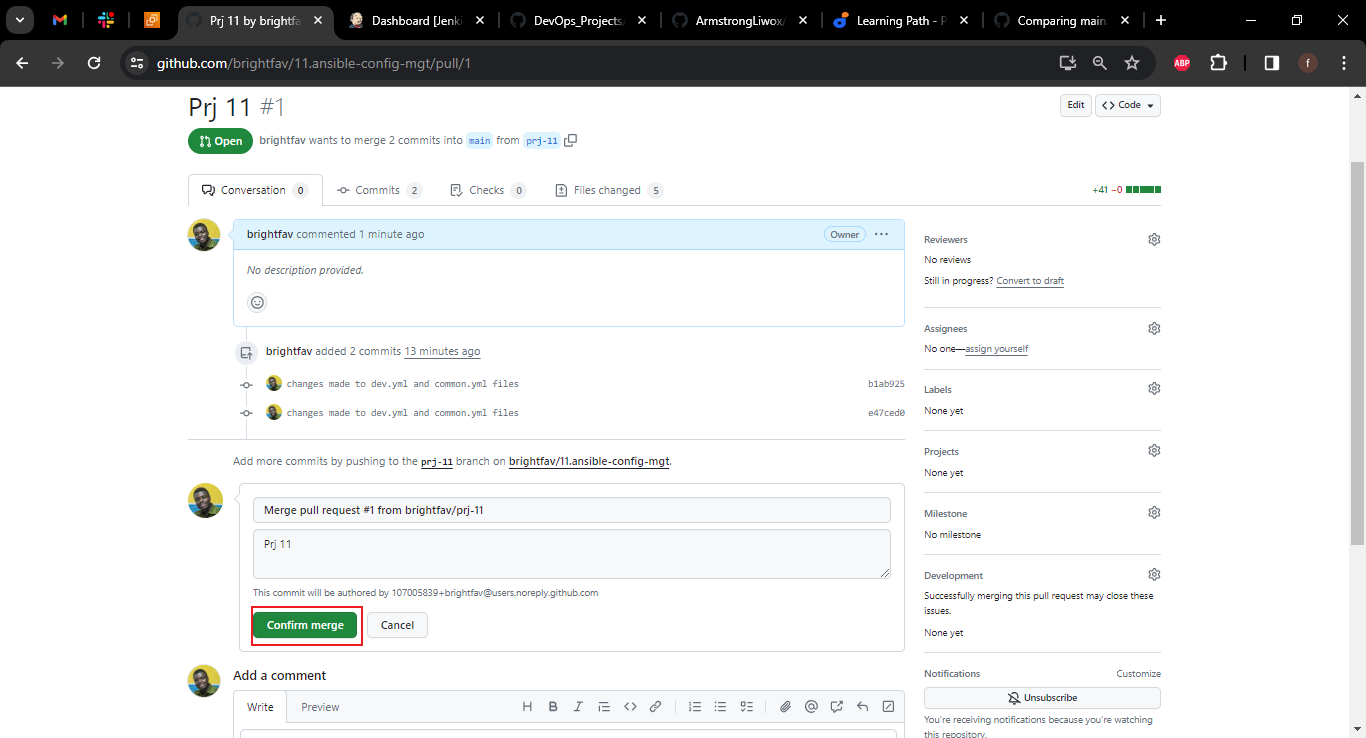 Prj 11 by brightfa
Dashboard [Jenki
DevOps_Projects/
ArmstrongLiwox/
Learning Path - P
Comparing main
github.com/brightfav/11.ansible-config-mgt/pull/1
ABP
f
Prj 11 #1
Edit
Code
Open
brightfav wants to merge 2 commits into main from prj-11
Conversation 0
Commits 2
Checks 0
Files changed 5
+41 −0
brightfav commented 1 minute ago
Owner
No description provided.
brightfav added 2 commits 13 minutes ago
changes made to dev.yml and common.yml files
b1ab925
changes made to dev.yml and common.yml files
e47ced0
Add more commits by pushing to the prj-11 branch on brightfav/11.ansible-config-mgt.
Merge pull request #1 from brightfav/prj-11
Prj 11
This commit will be authored by 107005839+brightfav@users.noreply.github.com
Confirm merge
Cancel
Add a comment
Write
Preview
H B I
Reviewers
No reviews
Still in progress? Convert to draft
Assignees
No one—assign yourself
Labels
None yet
Projects
None yet
Milestone
No milestone
Development
Successfully merging this pull request may close these
issues.
None yet
Notifications
Customize
Unsubscribe
You're receiving notifications because you're watching
this repository.